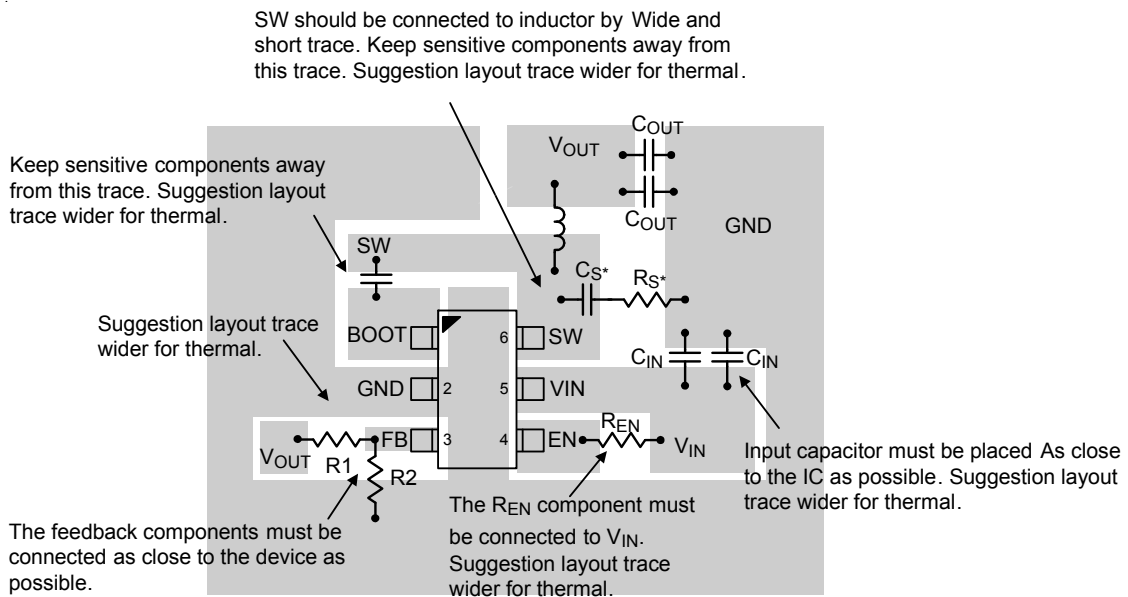 SW should be connected to inductor by Wide and
short trace. Keep sensitive components away from
this trace. Suggestion layout trace wider for thermal.
Keep sensitive components away
from this trace. Suggestion layout
trace wider for thermal.
VOUT
COUT
COUT
GND
SW
CS*
RS*
Suggestion layout trace
wider for thermal.
BOOT
6
SW
CIN
CIN
GND
2
5
VIN
FB
3
4
EN
REN
VIN
VOUT
R1
R2
Input capacitor must be placed As close
to the IC as possible. Suggestion layout
trace wider for thermal.
The feedback components must be
connected as close to the device as
possible.
The REN component must
be connected to VIN.
Suggestion layout trace
wider for thermal.